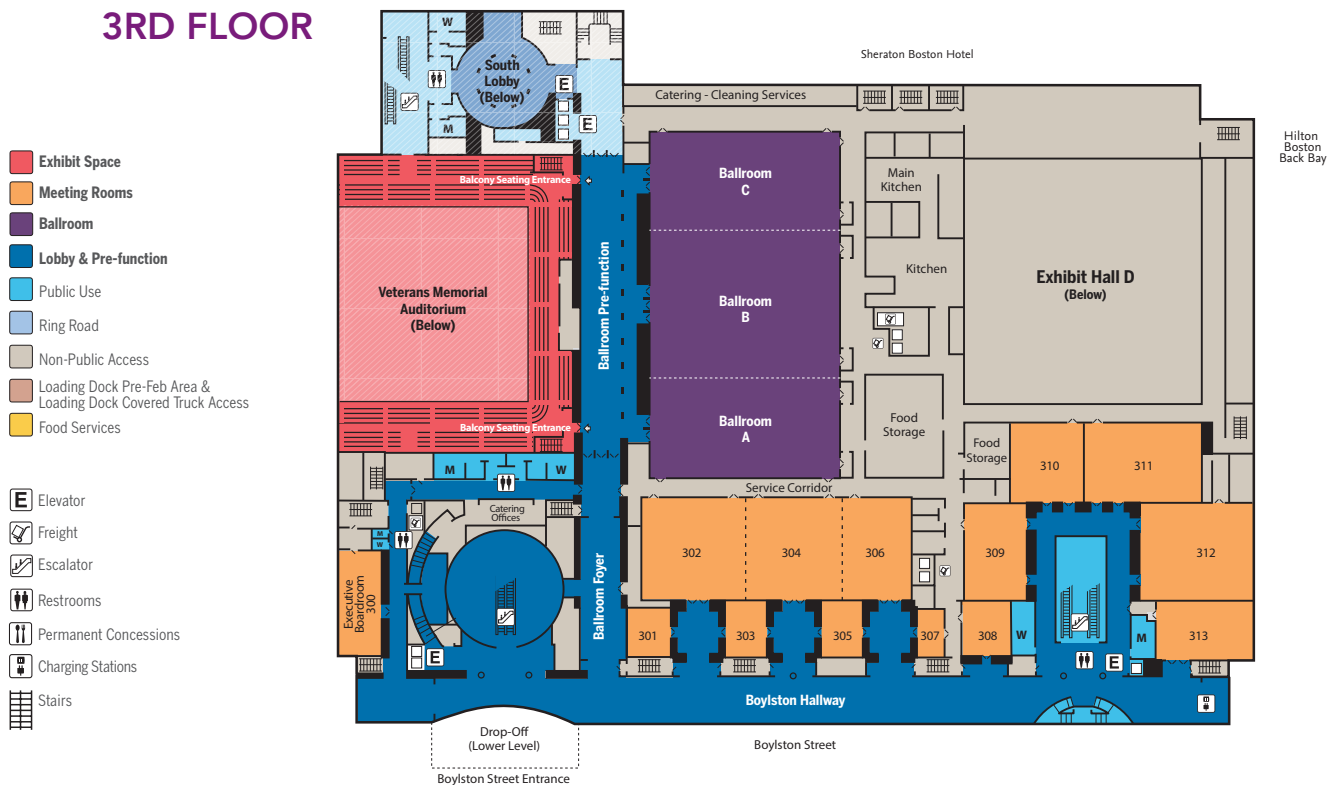 3RD FLOOR
Exhibit Space
Meeting Rooms
Ballroom
Lobby & Pre-function
Public Use
Ring Road
Non-Public Access
Loading Dock Pre-Feb Area &
Loading Dock Covered Truck Access
Food Services
E Elevator
Freight
Escalator
Restrooms
Permanent Concessions
Charging Stations
Stairs
Sheraton Boston Hotel
Hilton
Boston
Back Bay
W
South
Lobby
(Below)
E
M
E
Catering - Cleaning Services
Balcony Seating Entrance
Veterans Memorial
Auditorium
(Below)
Balcony Seating Entrance
Ballroom Pre-function
Ballroom
C
Ballroom
B
Ballroom
A
Main
Kitchen
Kitchen
Exhibit Hall D
(Below)
Food
Storage
Food
Storage
310
311
M
W
Service Corridor
Catering
Offices
M
W
Executive
Boardroom
300
E
Ballroom Foyer
302
304
306
309
312
301
303
305
307
308
W
M
313
E
Boylston Hallway
Drop-Off
(Lower Level)
Boylston Street
Boylston Street Entrance